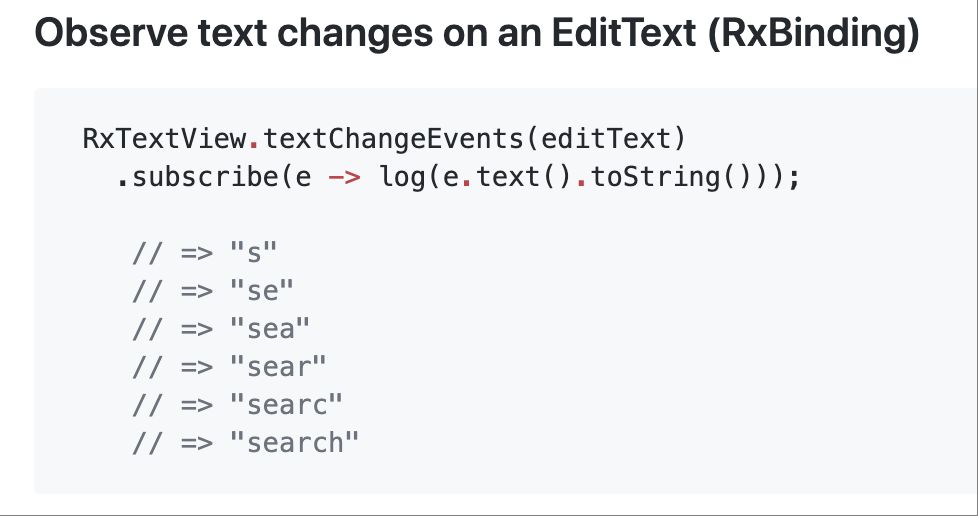 Observe text changes on an EditText (RxBinding)
RxTextView.textChangeEvents(editText)
.subscribe(e -> log(e.text().toString()));
// => "s"
// => "se"
// => "sea"
// => "sear"
// => "searc"
// => "search"